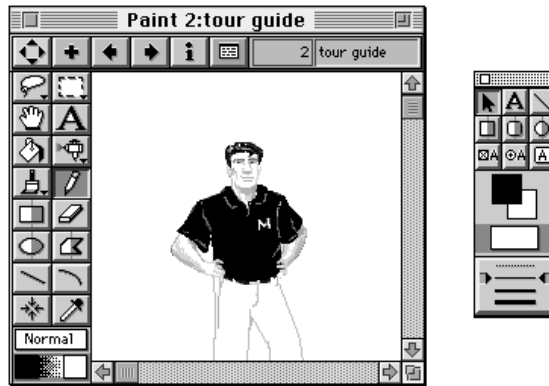 Paint 2:tour guide
2 tour guide
A
A
A A A
M
Normal